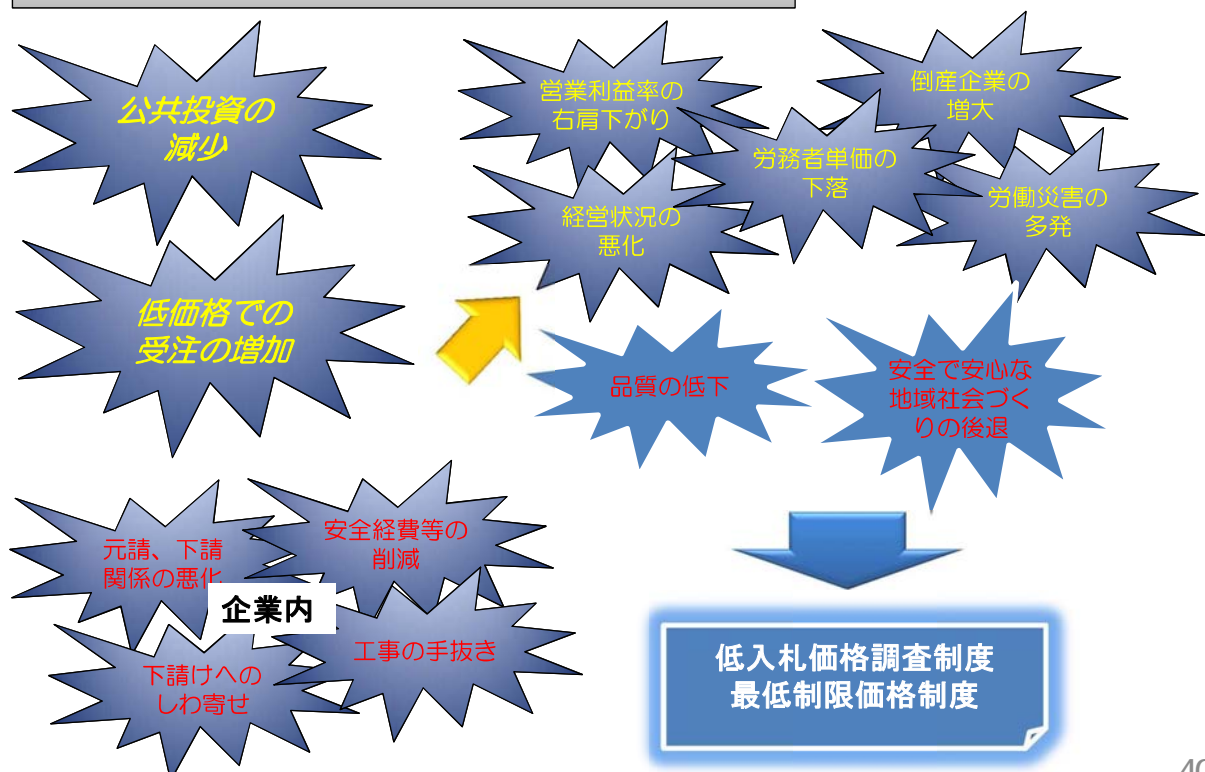 公共投資の
減少
低価格での
受注の増加
営業利益率の
右肩下がり
倒産企業の
増大
労務者単価の
下落
経営状況の
悪化
労働災害の
多発
品質の低下
安全で安心な
地域社会づく
りの後退
元請、下請
関係の悪化
安全経費等の
削減
企業内
下請けへの
しわ寄せ
工事の手抜き
低入札価格調査制度
最低制限価格制度
40